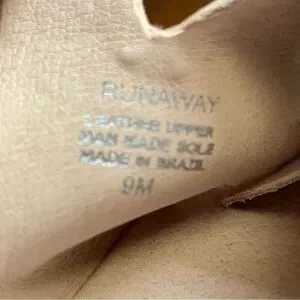 RUNAWAY
LEATHER UPPER
MAN MADE SOLE
MADE IN BRAZIL
9M